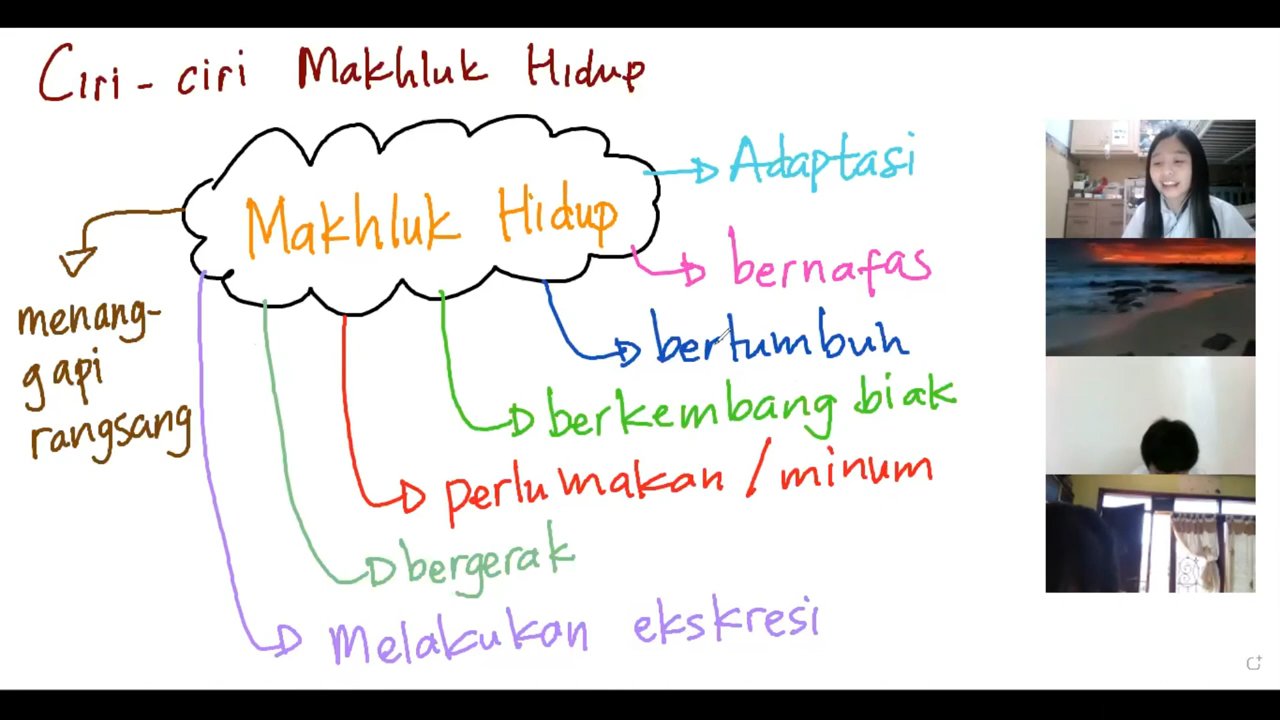 Ciri - ciri Makhluk Hidup
Makhluk Hidup
Adaptasi
bernafas
bertumbuh
berkembang biak
perlu makan / minum
bergerak
Melakukan ekskresi
menang-
gapi
rangsang